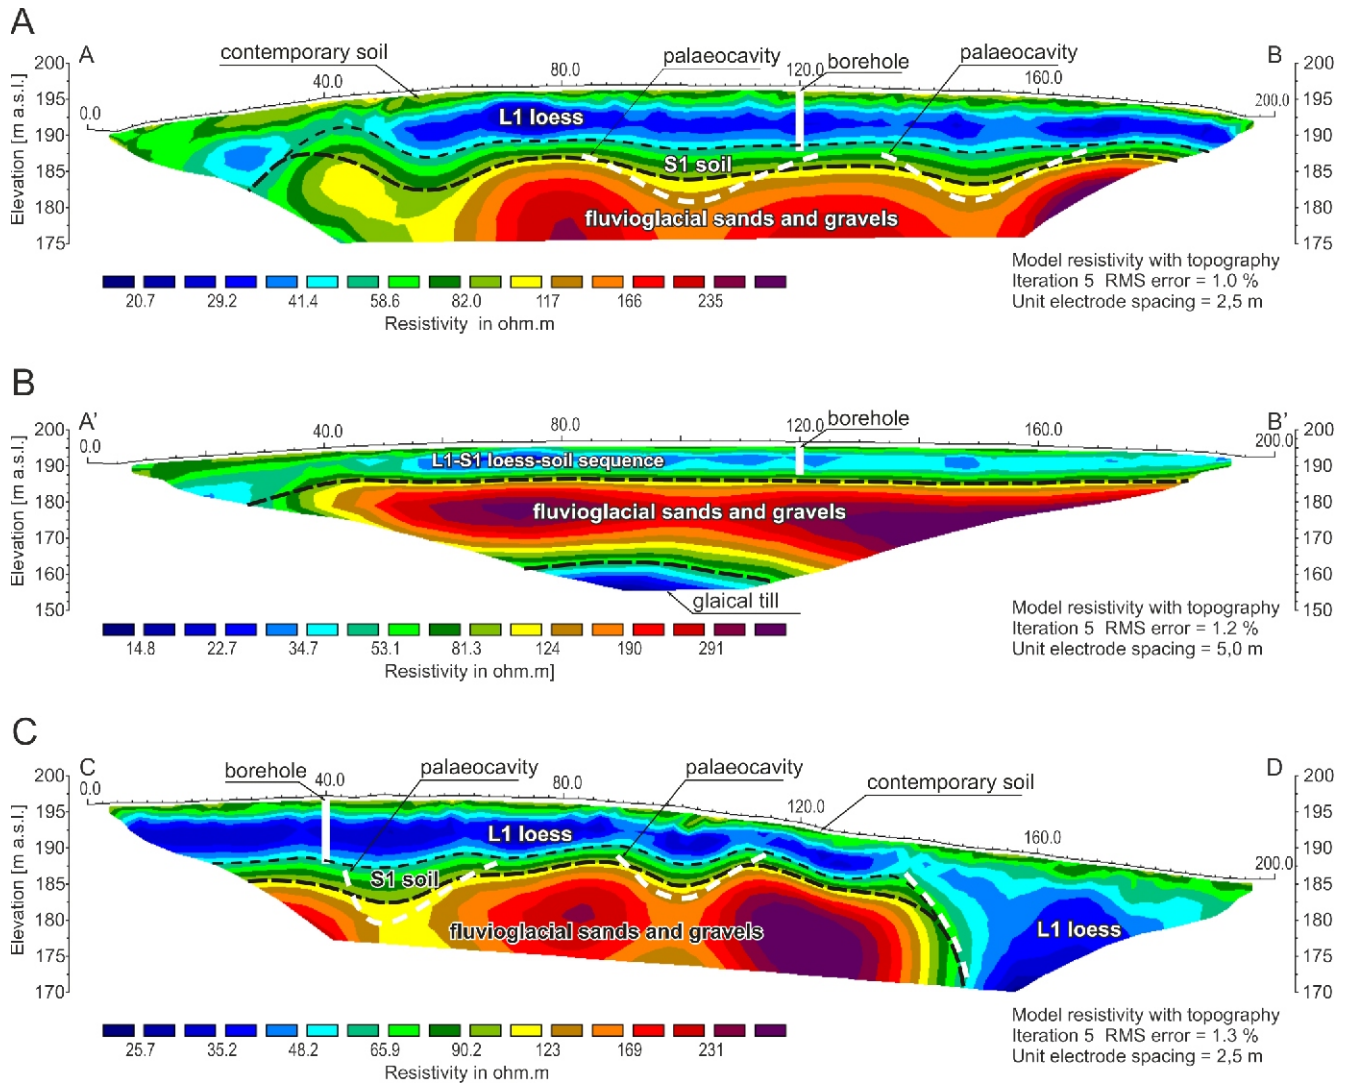 A
contemporary soil
palaeocavity
borehole
palaeocavity
A
B
200
195
190
185
180
175
Elevation [m a.s.l.]
0.0
40.0
80.0
120.0
160.0
200.0
200
195
190
185
180
175
L1 loess
S1 soil
fluvioglacial sands and gravels
20.7 29.2 41.4 58.6 82.0 117 166 235
Resistivity in ohm.m
Model resistivity with topography
Iteration 5 RMS error = 1.0 %
Unit electrode spacing = 2,5 m
B
A'
B'
borehole
200
190
180
170
160
150
Elevation [m a.s.l.]
0.0
40.0
80.0
120.0
160.0
200.0
200
190
180
170
160
150
L1-S1 loess-soil sequence
fluvioglacial sands and gravels
glaical till
14.8 22.7 34.7 53.1 81.3 124 190 291
Resistivity in ohm.m]
Model resistivity with topography
Iteration 5 RMS error = 1.2 %
Unit electrode spacing = 5,0 m
C
borehole
palaeocavity
palaeocavity
contemporary soil
C
D
200
195
190
185
180
175
170
Elevation [m a.s.l.]
0.0
40.0
80.0
120.0
160.0
200.0
200
195
190
185
180
175
170
L1 loess
S1 soil
fluvioglacial sands and gravels
L1 loess
25.7 35.2 48.2 65.9 90.2 123 169 231
Resistivity in ohm.m
Model resistivity with topography
Iteration 5 RMS error = 1.3 %
Unit electrode spacing = 2,5 m